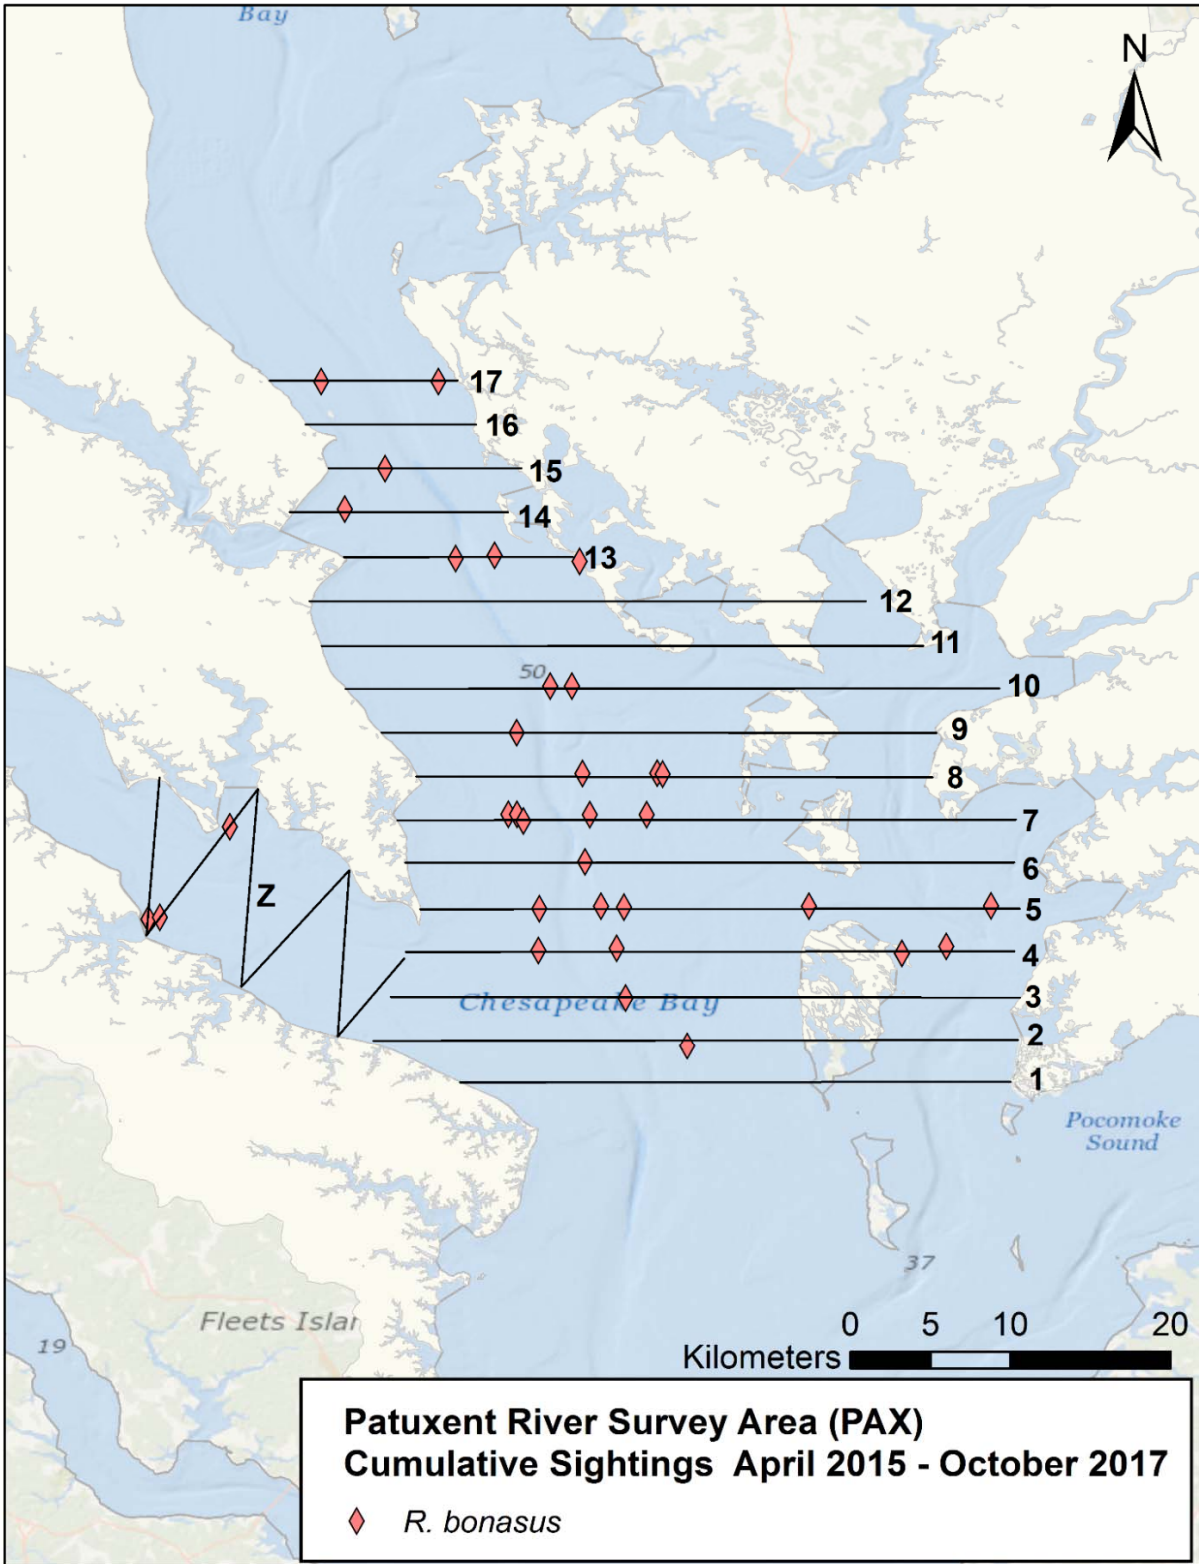 Bay
N
17
16
15
14
13
12
11
50
10
9
8
7
6
Z
5
4
Chesapeake Bay
3
2
1
Pocomoke
Sound
37
Fleets Islar
19
0 5 10 20
Kilometers
Patuxent River Survey Area (PAX)
Cumulative Sightings April 2015 - October 2017
R. bonasus